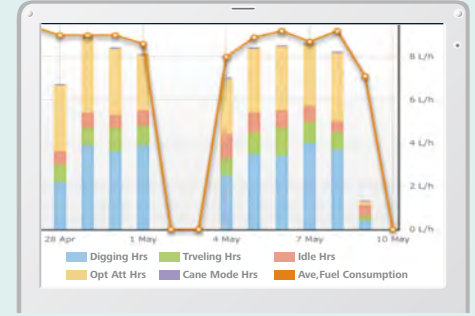 8 L/h
6 L/h
4 L/h
2 L/h
0 L/h
28 Apr 1 May 4 May 7 May 10 May
Digging Hrs Trveling Hrs Idle Hrs
Opt Att Hrs Cane Mode Hrs Ave,Fuel Consumption